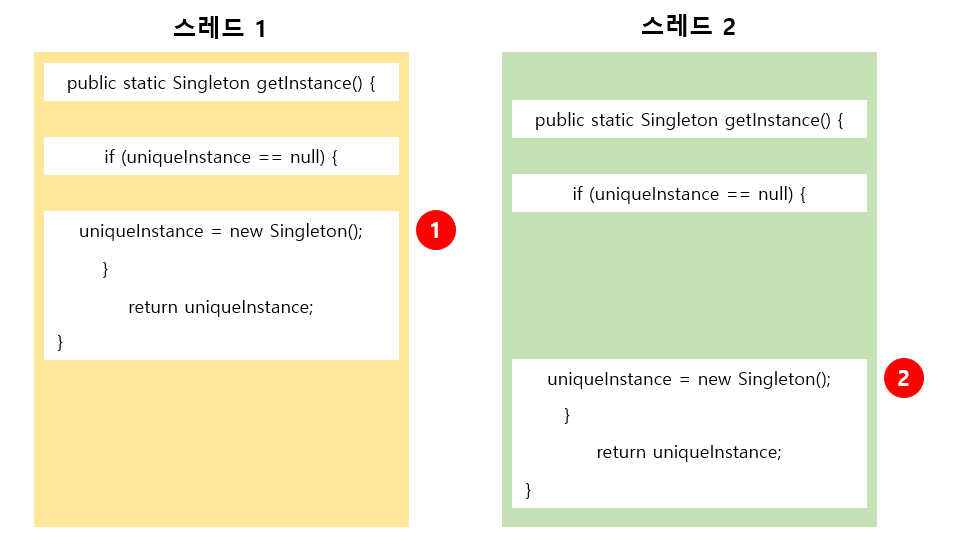 스레드 1
public static Singleton getInstance() {
if (uniqueInstance == null) {
uniqueInstance = new Singleton();
}
return uniqueInstance;
}
1
스레드 2
public static Singleton getInstance() {
if (uniqueInstance == null) {
uniqueInstance = new Singleton();
}
return uniqueInstance;
}
2